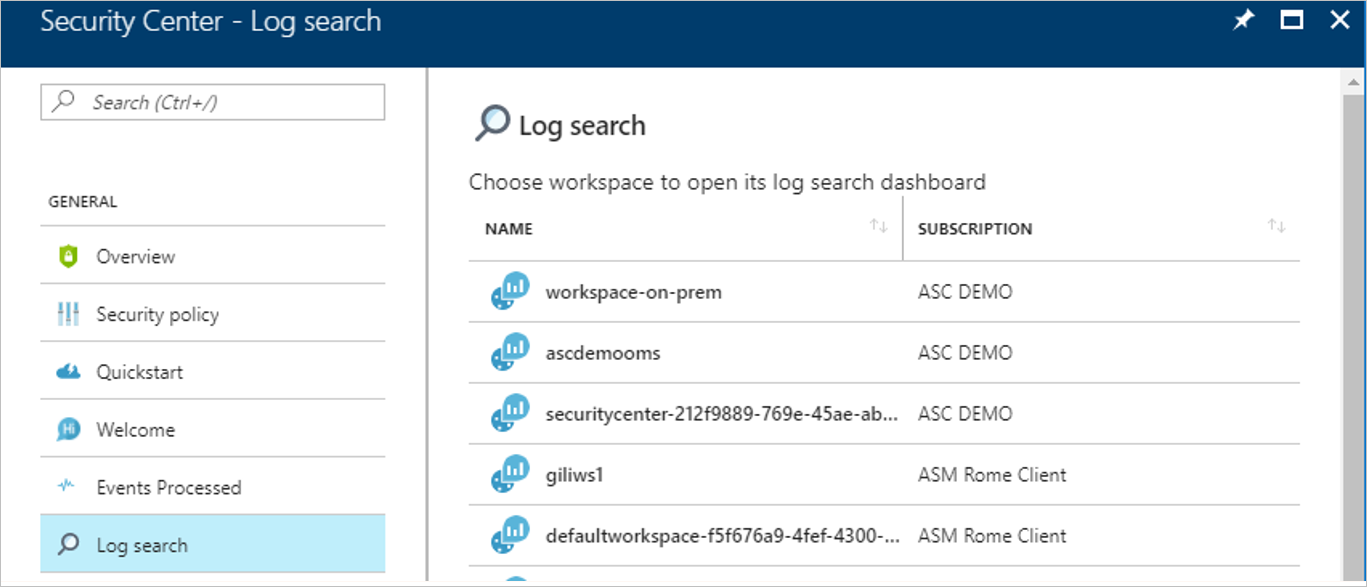 Security Center - Log search
Search (Ctrl+/)
GENERAL
Overview
Security policy
Quickstart
Hi
Welcome
Events Processed
Log search
Log search
Choose workspace to open its log search dashboard
NAME SUBSCRIPTION
workspace-on-prem ASC DEMO
ascdemooms ASC DEMO
securitycenter-212f9889-769e-45ae-ab... ASC DEMO
giliws1 ASM Rome Client
defaultworkspace-f5f676a9-4fef-4300-... ASM Rome Client